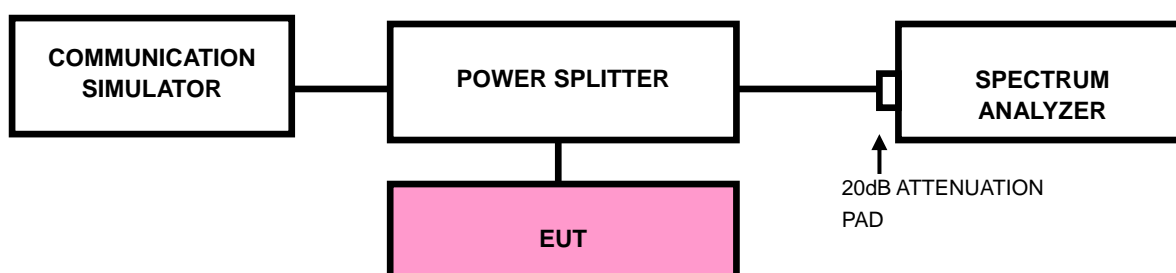 COMMUNICATION
SIMULATOR
POWER SPLITTER
SPECTRUM
ANALYZER
20dB ATTENUATION
PAD
EUT